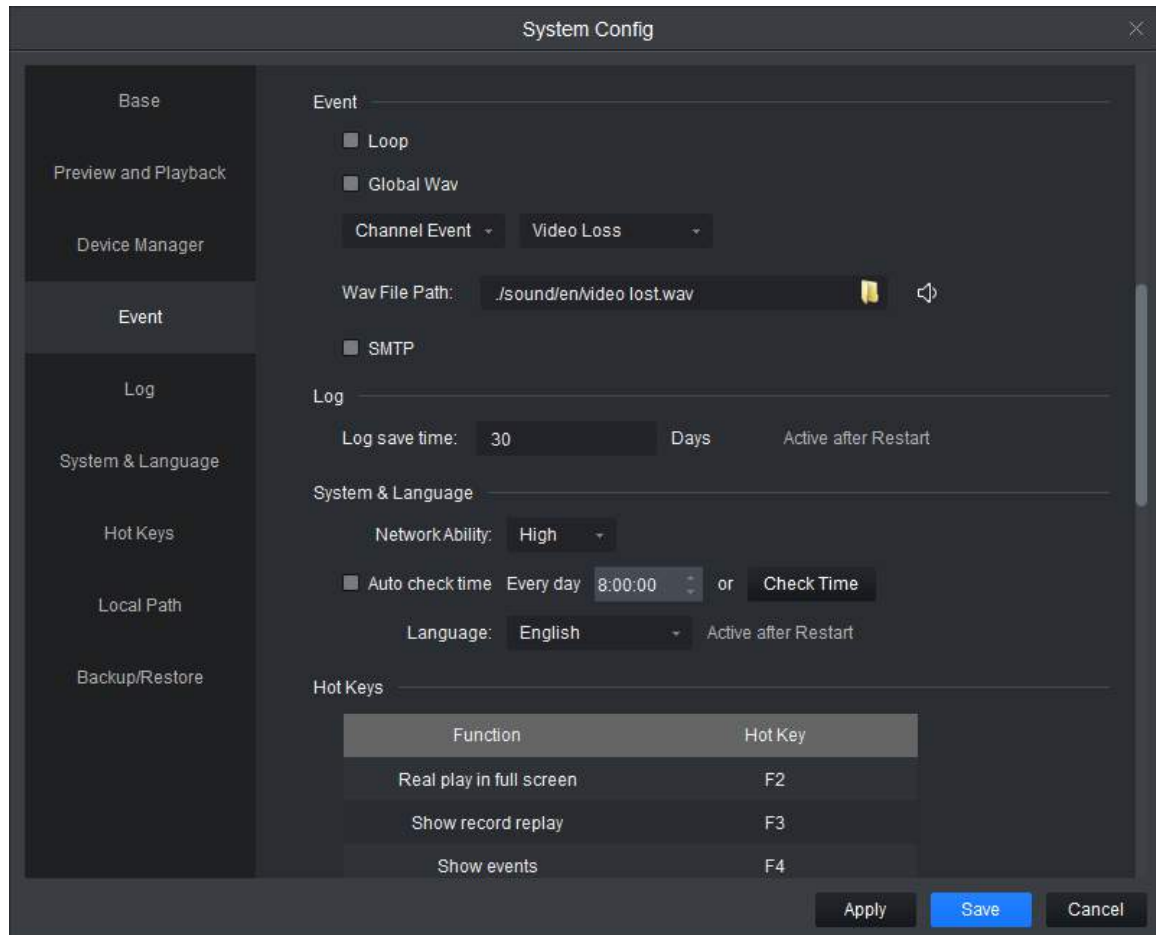 System Config
Base
Preview and Playback
Device Manager
Event
Log
System & Language
Hot Keys
Local Path
Backup/Restore
Event
Loop
Global Wav
Channel Event Video Loss
Wav File Path: ./sound/en/video lost.wav
SMTP
Log
Log save time: 30 Days Active after Restart
System & Language
Network Ability: High
Auto check time Every day 8:00:00 or Check Time
Language: English Active after Restart
Hot Keys
Function Hot Key
Real play in full screen F2
Show record replay F3
Show events F4
Apply Save Cancel